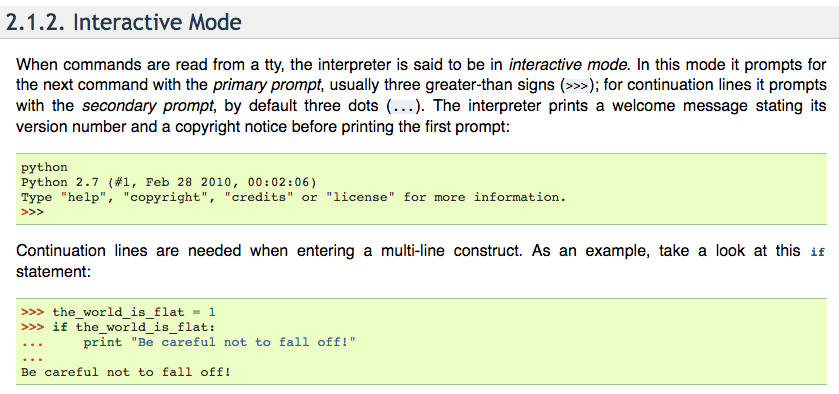 2.1.2. Interactive Mode
When commands are read from a tty, the interpreter is said to be in interactive mode. In this mode it prompts for
the next command with the primary prompt, usually three greater-than signs (>>>); for continuation lines it prompts
with the secondary prompt, by default three dots (...). The interpreter prints a welcome message stating its
version number and a copyright notice before printing the first prompt:
python
Python 2.7 (#1, Feb 28 2010, 00:02:06)
Type "help", "copyright", "credits" or "license" for more information.
>>>
Continuation lines are needed when entering a multi-line construct. As an example, take a look at this if
statement:
>>> the_world_is_flat = 1
>>> if the_world_is_flat:
...     print "Be careful not to fall off!"
...
Be careful not to fall off!